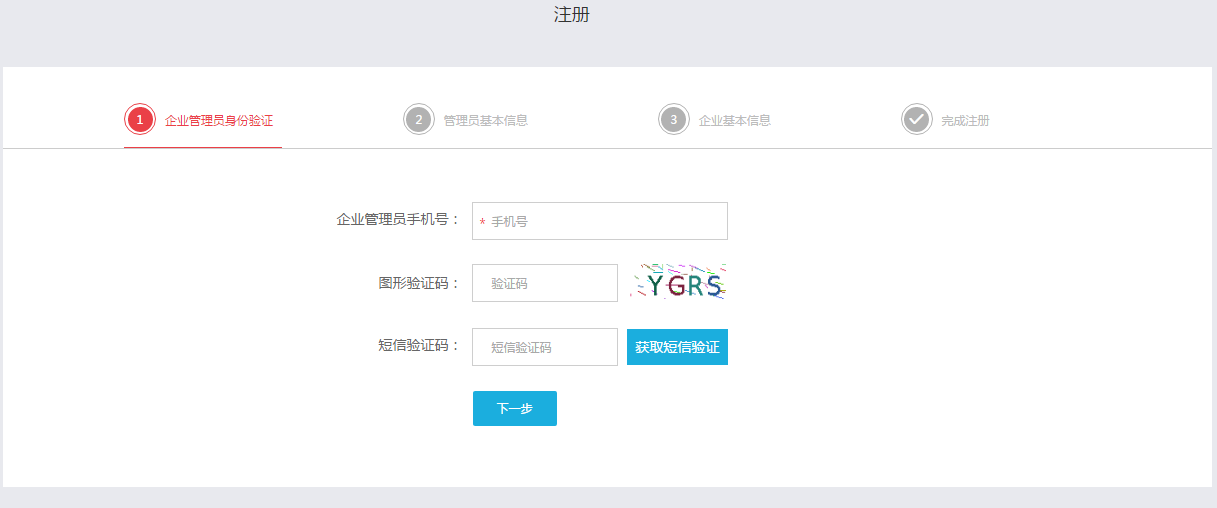 注册
1 企业管理员身份验证 2 管理员基本信息 3 企业基本信息 完成注册
企业管理员手机号： * 手机号
图形验证码： 验证码 YGRS
短信验证码： 短信验证码 获取短信验证
下一步